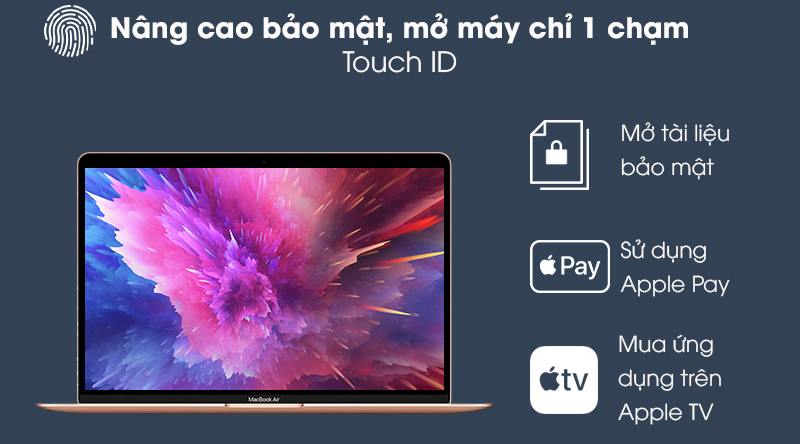 Nâng cao bảo mật, mở máy chỉ 1 chạm
Touch ID
Mở tài liệu
bảo mật
Pay
Sử dụng
Apple Pay
tv
Mua ứng
dụng trên
Apple TV
MacBook Air